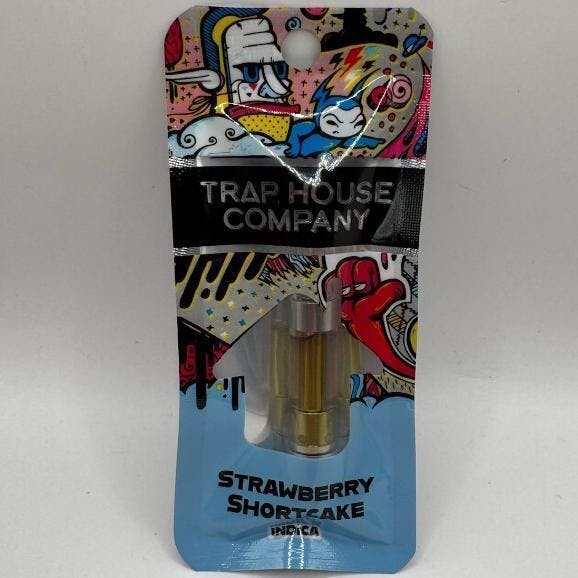 TRAP HOUSE
COMPANY
STRAWBERRY
SHORTCAKE
INDICA